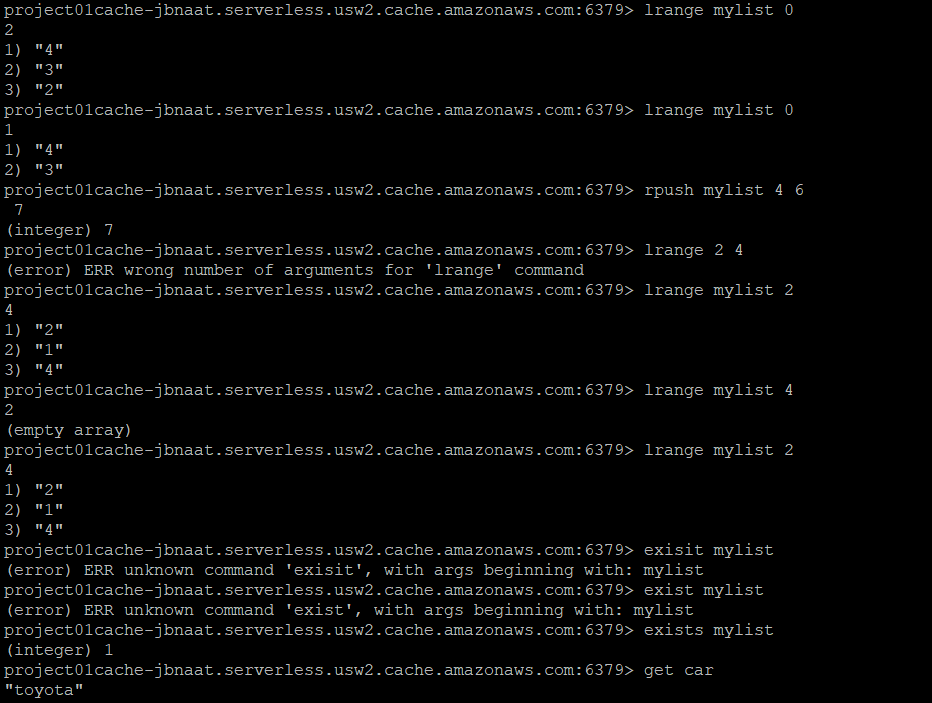 project01cache-jbnaat.serverless.usw2.cache.amazonaws.com:6379> lrange mylist 0
2
1) "4"
2) "3"
3) "2"
project01cache-jbnaat.serverless.usw2.cache.amazonaws.com:6379> lrange mylist 0
1
1) "4"
2) "3"
project01cache-jbnaat.serverless.usw2.cache.amazonaws.com:6379> rpush mylist 4 6
 7
(integer) 7
project01cache-jbnaat.serverless.usw2.cache.amazonaws.com:6379> lrange 2 4
(error) ERR wrong number of arguments for 'lrange' command
project01cache-jbnaat.serverless.usw2.cache.amazonaws.com:6379> lrange mylist 2
4
1) "2"
2) "1"
3) "4"
project01cache-jbnaat.serverless.usw2.cache.amazonaws.com:6379> lrange mylist 4
2
(empty array)
project01cache-jbnaat.serverless.usw2.cache.amazonaws.com:6379> lrange mylist 2
4
1) "2"
2) "1"
3) "4"
project01cache-jbnaat.serverless.usw2.cache.amazonaws.com:6379> exisit mylist
(error) ERR unknown command 'exisit', with args beginning with: mylist
project01cache-jbnaat.serverless.usw2.cache.amazonaws.com:6379> exist mylist
(error) ERR unknown command 'exist', with args beginning with: mylist
project01cache-jbnaat.serverless.usw2.cache.amazonaws.com:6379> exists mylist
(integer) 1
project01cache-jbnaat.serverless.usw2.cache.amazonaws.com:6379> get car
"toyota"